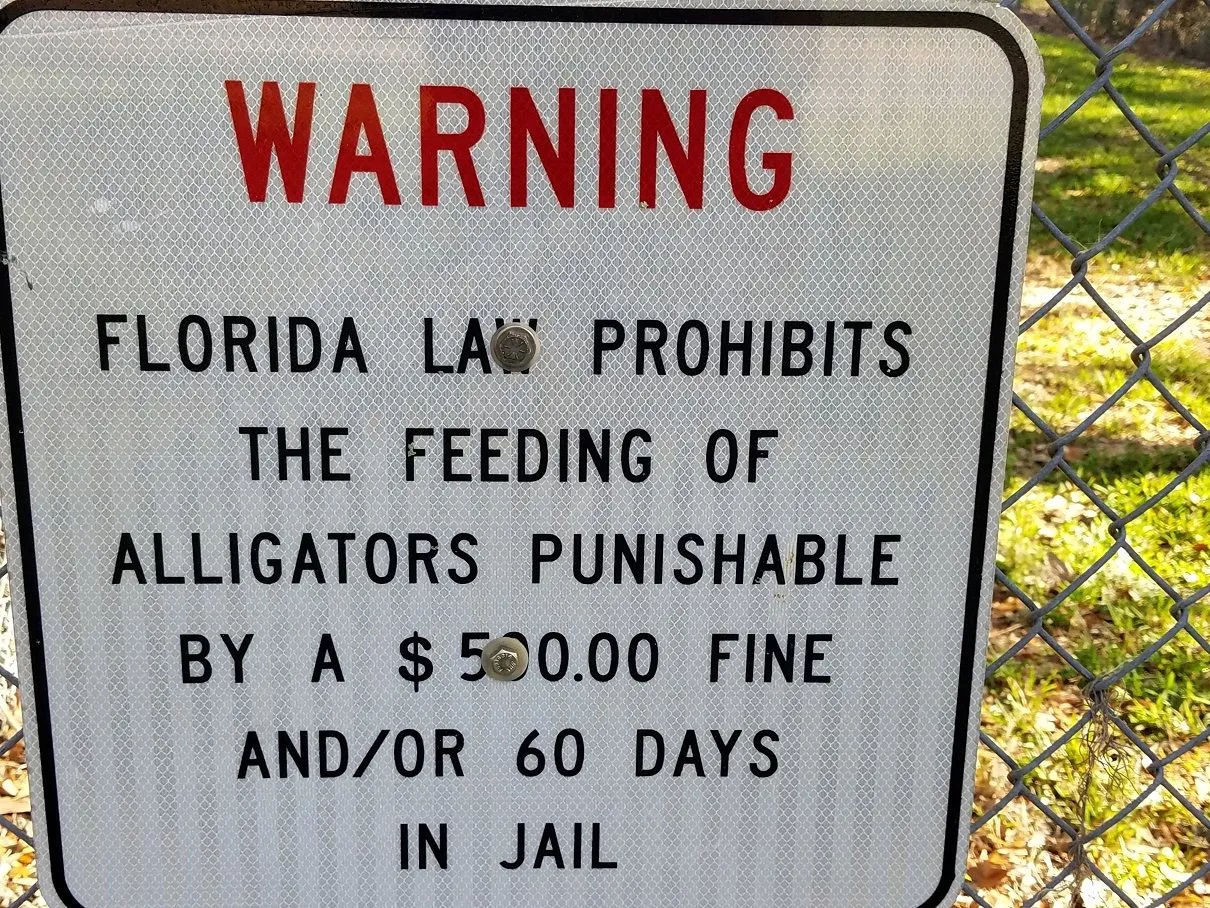 WARNING
FLORIDA LAW PROHIBITS
THE FEEDING OF
ALLIGATORS PUNISHABLE
BY A $500.00 FINE
AND/OR 60 DAYS
IN JAIL